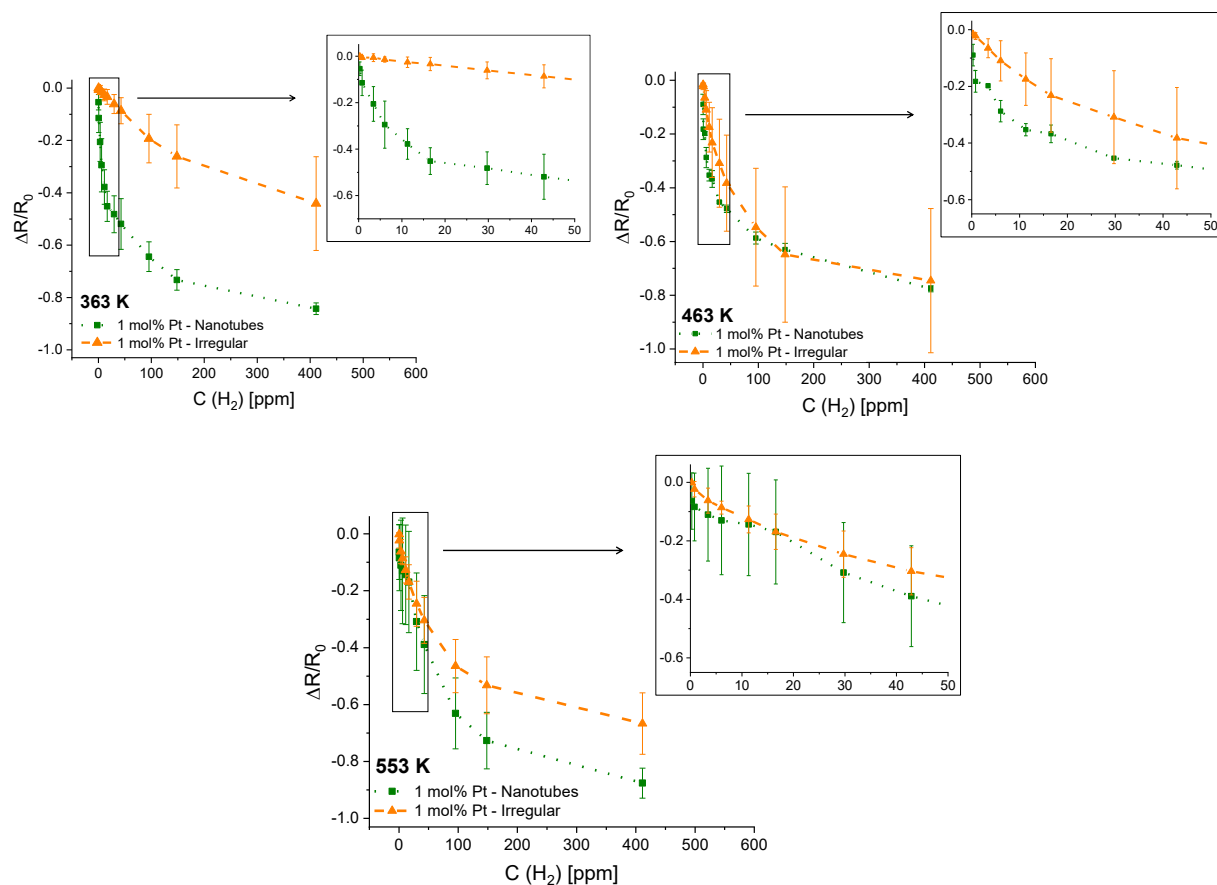 0.0
-0.2
-0.4
-0.6
0 10 20 30 40 50
0.0
-0.2
-0.4
-0.6
-0.8
-1.0
ΔR/R0
363 K
1 mol% Pt - Nanotubes
1 mol% Pt - Irregular
0 100 200 300 400 500 600
C (H2) [ppm]
0.0
-0.2
-0.4
-0.6
0 10 20 30 40 50
0.0
-0.2
-0.4
-0.6
-0.8
-1.0
ΔR/R0
463 K
1 mol% Pt - Nanotubes
1 mol% Pt - Irregular
0 100 200 300 400 500 600
C (H2) [ppm]
0.0
-0.2
-0.4
-0.6
0 10 20 30 40 50
0.0
-0.2
-0.4
-0.6
-0.8
-1.0
ΔR/R0
553 K
1 mol% Pt - Nanotubes
1 mol% Pt - Irregular
0 100 200 300 400 500 600
C (H2) [ppm]